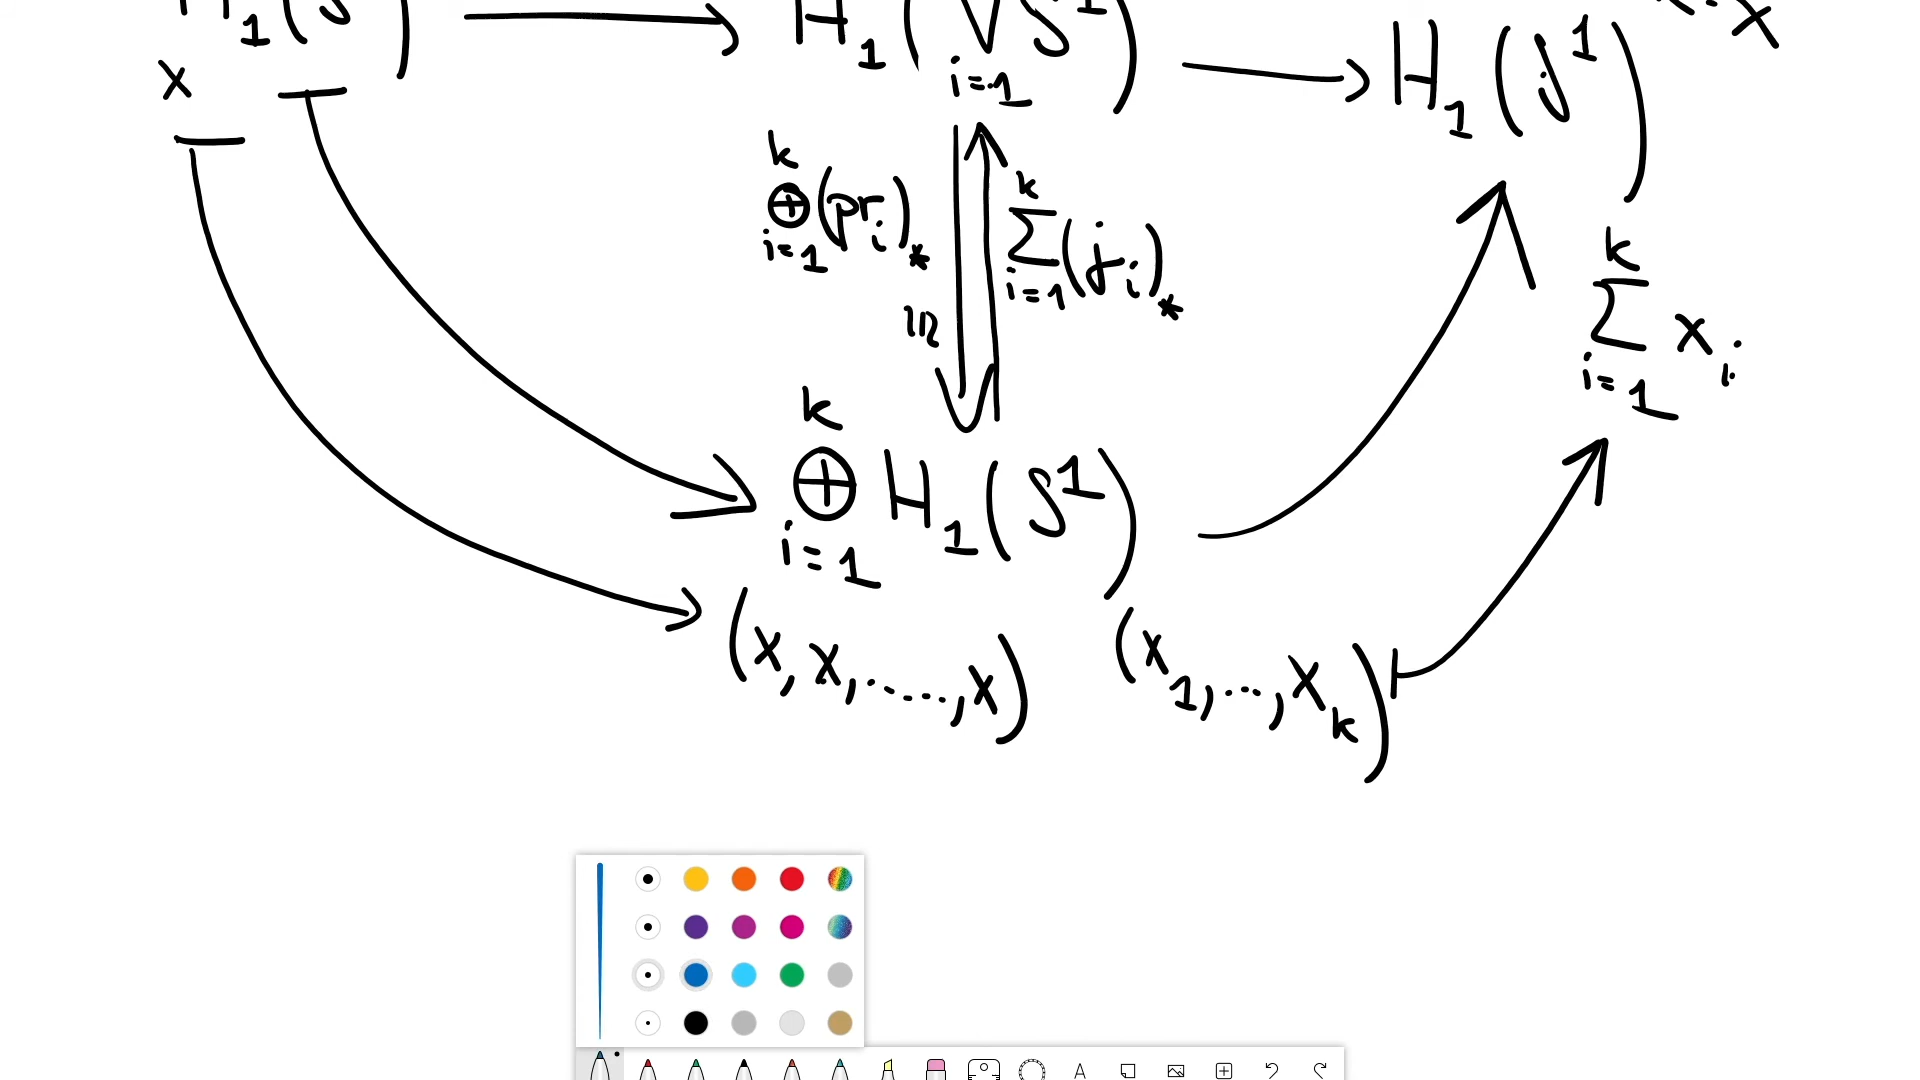 H₁(S¹) ⟶ H₁(⋁ᵢ₌₁ S¹) ⟶ H₁(S¹)
x
x
k k
⊕ᵢ₌₁ (prᵢ)_* ≅ ∑ᵢ₌₁ (jᵢ)_*
k
∑ᵢ₌₁ xᵢ
k
⊕ᵢ₌₁ H₁(S¹)
(x, x, ....., x) (x₁, ..., xₖ)
A